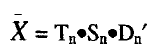 X̄ = Tₙ•Sₙ•Dₙ′